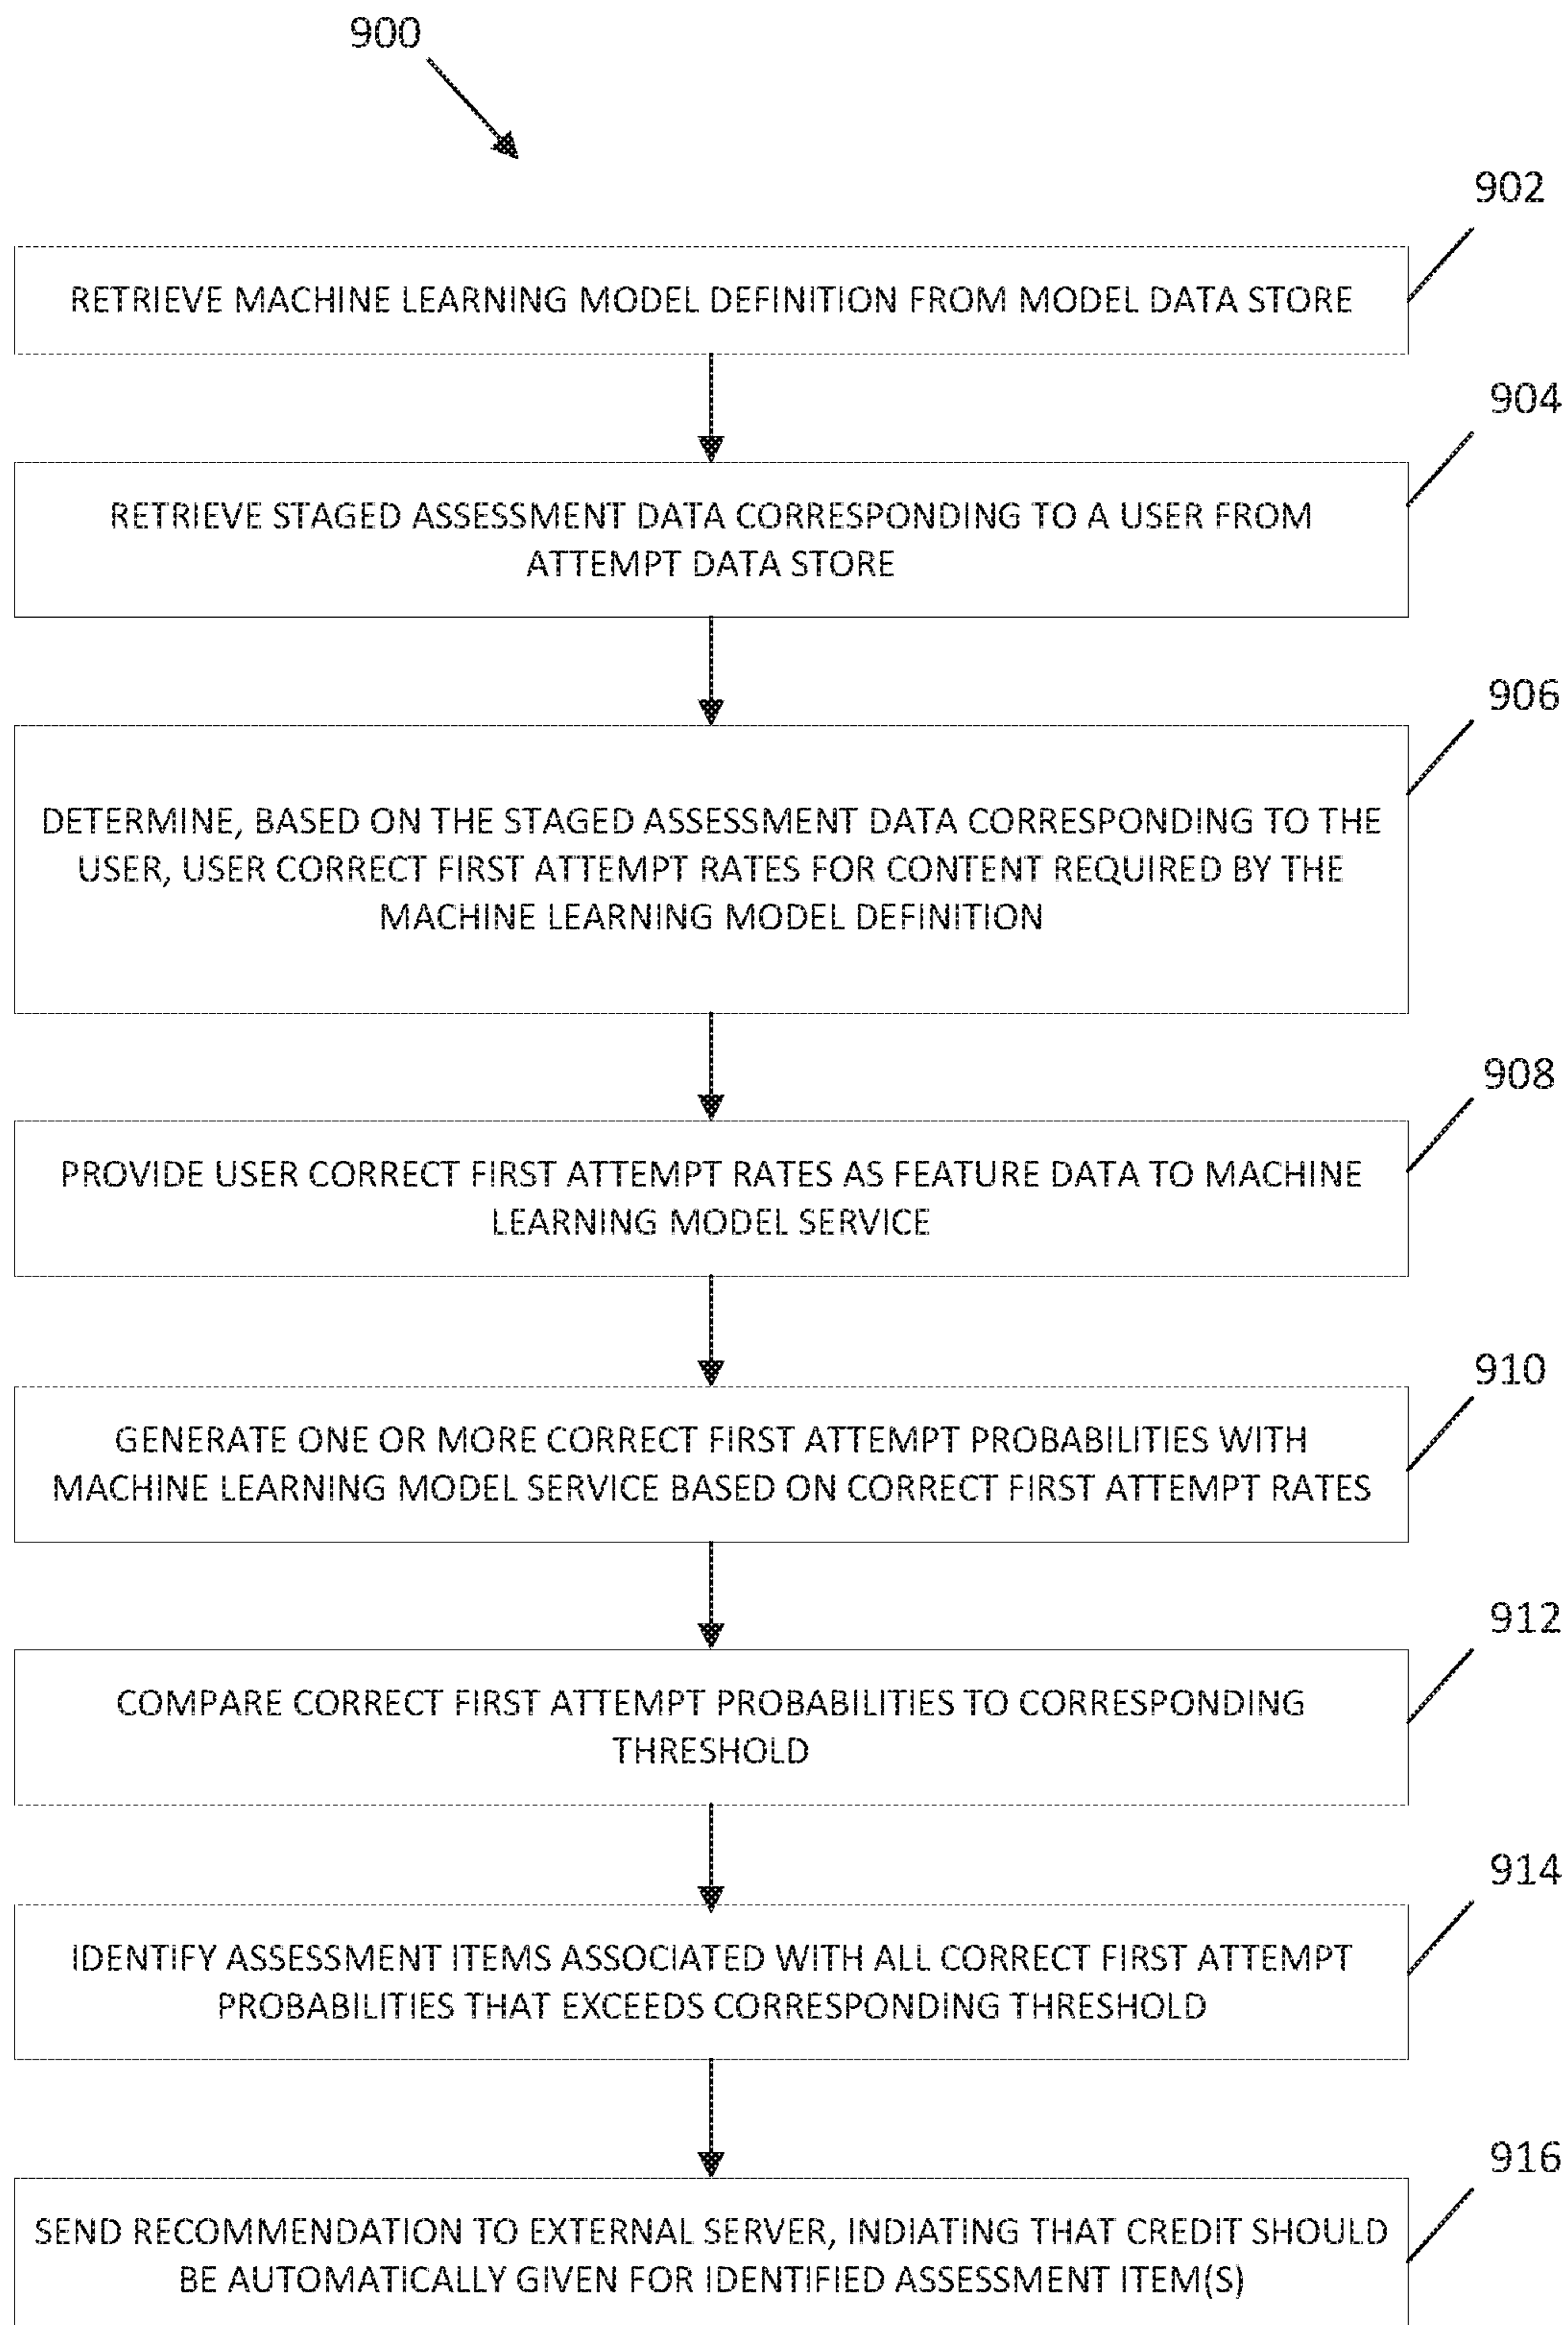 900
902
RETRIEVE MACHINE LEARNING MODEL DEFINITION FROM MODEL DATA STORE
904
RETRIEVE STAGED ASSESSMENT DATA CORRESPONDING TO A USER FROM
ATTEMPT DATA STORE
906
DETERMINE, BASED ON THE STAGED ASSESSMENT DATA CORRESPONDING TO THE
USER, USER CORRECT FIRST ATTEMPT RATES FOR CONTENT REQUIRED BY THE
MACHINE LEARNING MODEL DEFINITION
908
PROVIDE USER CORRECT FIRST ATTEMPT RATES AS FEATURE DATA TO MACHINE
LEARNING MODEL SERVICE
910
GENERATE ONE OR MORE CORRECT FIRST ATTEMPT PROBABILITIES WITH
MACHINE LEARNING MODEL SERVICE BASED ON CORRECT FIRST ATTEMPT RATES
912
COMPARE CORRECT FIRST ATTEMPT PROBABILITIES TO CORRESPONDING
THRESHOLD
914
IDENTIFY ASSESSMENT ITEMS ASSOCIATED WITH ALL CORRECT FIRST ATTEMPT
PROBABILITIES THAT EXCEEDS CORRESPONDING THRESHOLD
916
SEND RECOMMENDATION TO EXTERNAL SERVER, INDIATING THAT CREDIT SHOULD
BE AUTOMATICALLY GIVEN FOR IDENTIFIED ASSESSMENT ITEM(S)